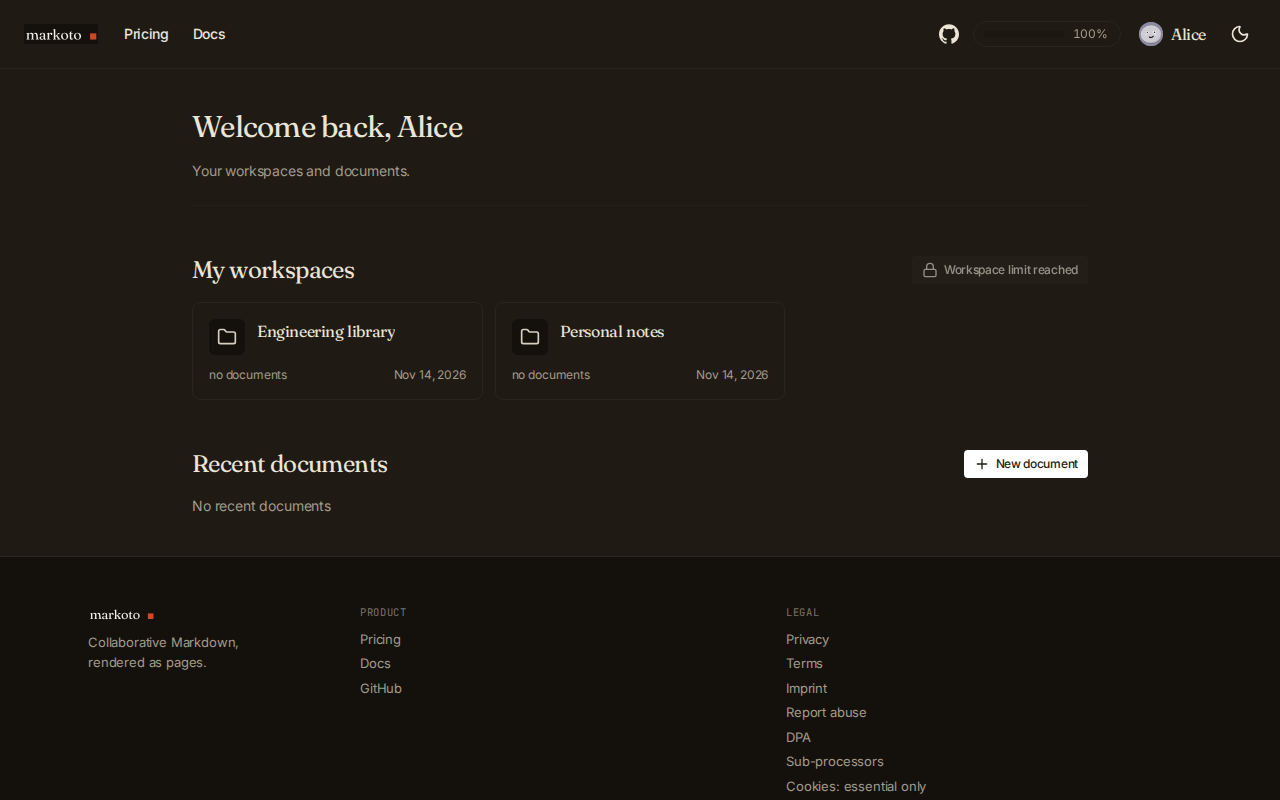 markoto
Pricing
Docs
100%
Alice
Welcome back, Alice
Your workspaces and documents.
My workspaces
Workspace limit reached
Engineering library
no documents
Nov 14, 2026
Personal notes
no documents
Nov 14, 2026
Recent documents
New document
No recent documents
markoto
Collaborative Markdown,
rendered as pages.
PRODUCT
Pricing
Docs
GitHub
LEGAL
Privacy
Terms
Imprint
Report abuse
DPA
Sub-processors
Cookies: essential only